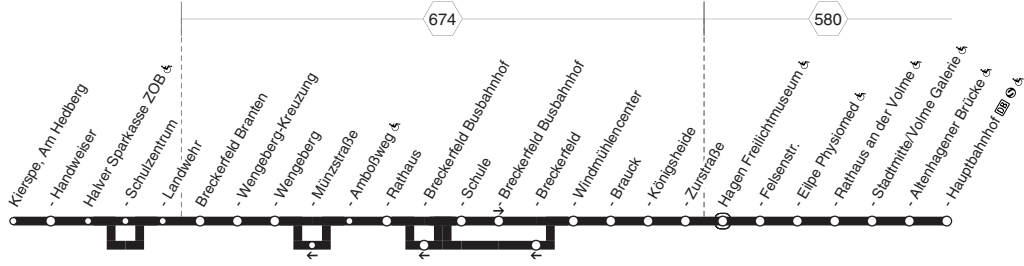 674
580
Kierspe, Am Hedberg
- Handweiser
Halver Sparkasse ZOB
- Schulzentrum
- Landwehr
Breckerfeld Branten
- Wengeberg-Kreuzung
- Wengeberg
- Münzstraße
- Amboßweg
- Rathaus
- Breckerfeld Busbahnhof
- Schule
- Breckerfeld Busbahnhof
- Breckerfeld
- Windmühlencenter
- Brauck
- Königsheide
- Zurstraße
Hagen Freilichtmuseum
- Felsenstr.
- Eilpe Physiomed
- Rathaus an der Volme
- Stadtmitte/Volme Galerie
- Altenhagener Brücke
- Hauptbahnhof DB S